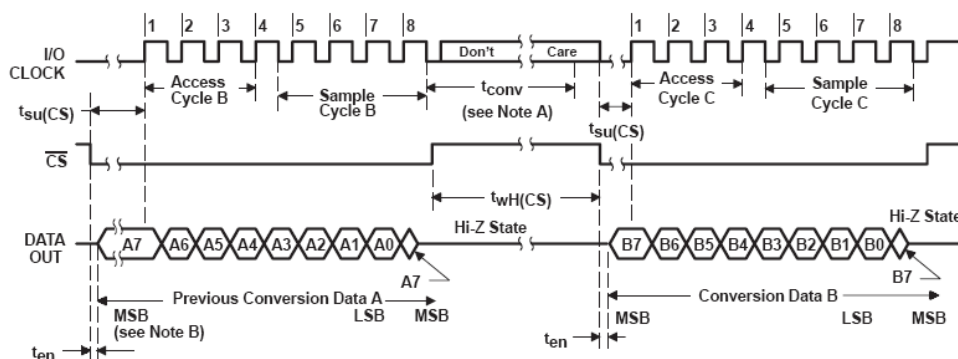 1 2 3 4 5 6 7 8 1 2 3 4 5 6 7 8
I/O
CLOCK
Don't Care
Access
Cycle B
Sample
Cycle B
tconv
(see Note A)
Access
Cycle C
Sample
Cycle C
tsu(CS)
tsu(CS)
CS
twH(CS)
Hi-Z State
Hi-Z State
DATA
OUT
A7 A6 A5 A4 A3 A2 A1 A0
B7 B6 B5 B4 B3 B2 B1 B0
A7
B7
Previous Conversion Data A
Conversion Data B
MSB LSB MSB
(see Note B)
MSB LSB MSB
ten
ten